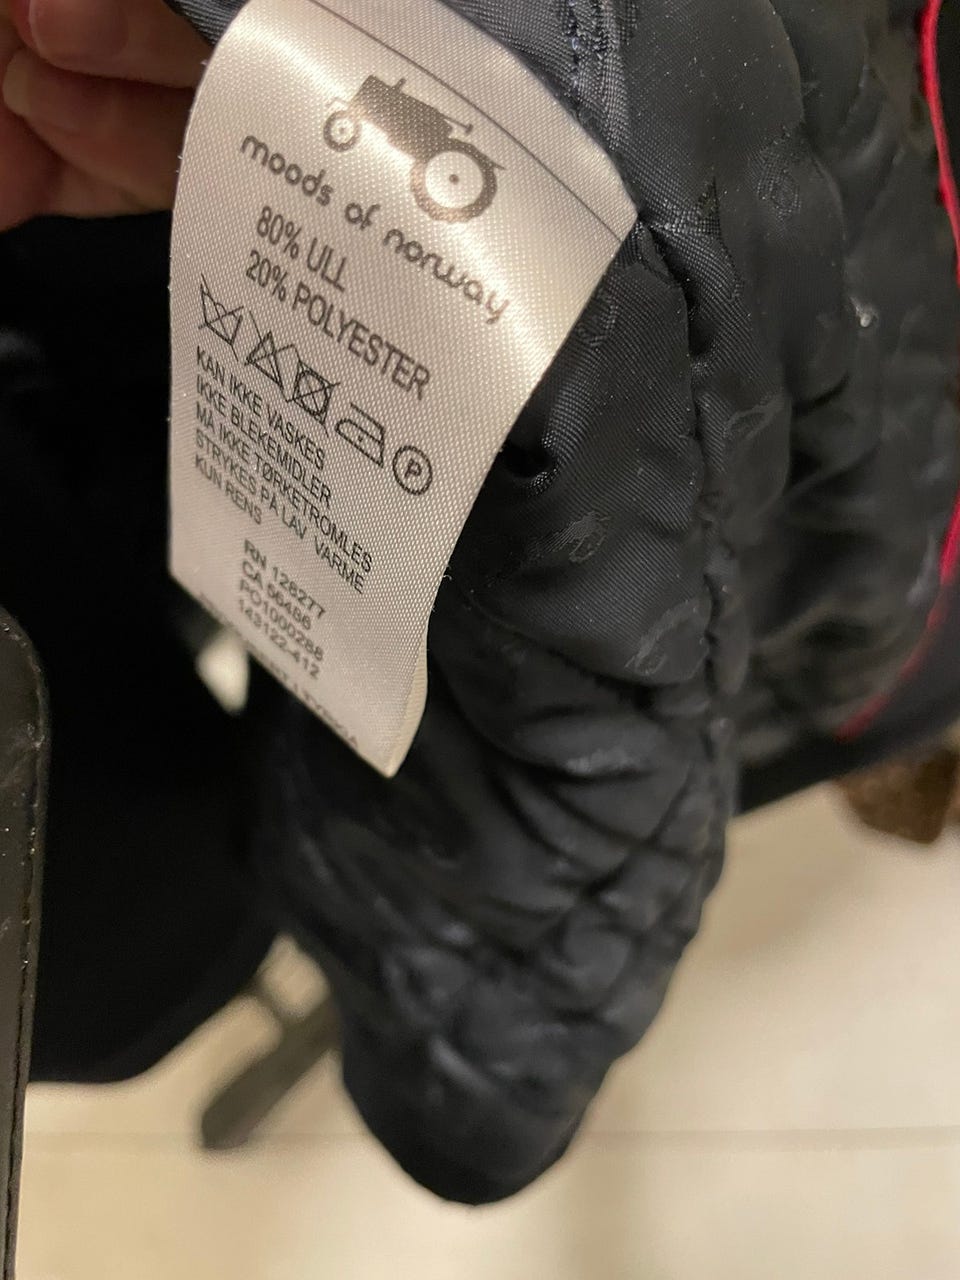 moods of norway
80% ULL
20% POLYESTER
P
KAN IKKE VASKES
IKKE BLEKEMIDLER
MÅ IKKE TØRKETROMLES
STRYKES PÅ LAV VARME
KUN RENS
RN 128277
CA 56486
PO1000288
143122-412